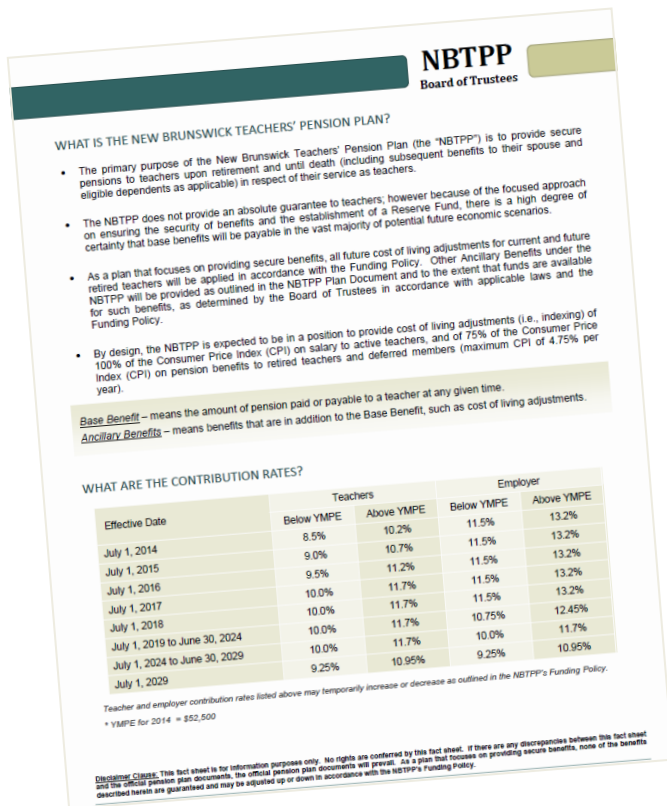 NBTPP
Board of Trustees
WHAT IS THE NEW BRUNSWICK TEACHERS' PENSION PLAN?
• The primary purpose of the New Brunswick Teachers' Pension Plan (the "NBTPP") is to provide secure
pensions to teachers upon retirement and until death (including subsequent benefits to their spouse and
eligible dependents as applicable) in respect of their service as teachers.
• The NBTPP does not provide an absolute guarantee to teachers; however because of the focused approach
on ensuring the security of benefits and the establishment of a Reserve Fund, there is a high degree of
certainty that base benefits will be payable in the vast majority of potential future economic scenarios.
• As a plan that focuses on providing secure benefits, all future cost of living adjustments for current and future
retired teachers will be applied in accordance with the Funding Policy. Other Ancillary Benefits under the
NBTPP will be provided as outlined in the NBTPP Plan Document and to the extent that funds are available
for such benefits, as determined by the Board of Trustees in accordance with applicable laws and the
Funding Policy.
• By design, the NBTPP is expected to be in a position to provide cost of living adjustments (i.e., indexing) of
100% of the Consumer Price Index (CPI) on salary to active teachers, and of 75% of the Consumer Price
Index (CPI) on pension benefits to retired teachers and deferred members (maximum CPI of 4.75% per
year).
Base Benefit – means the amount of pension paid or payable to a teacher at any given time.
Ancillary Benefits – means benefits that are in addition to the Base Benefit, such as cost of living adjustments.
WHAT ARE THE CONTRIBUTION RATES?
Teachers Employer
Effective Date Below YMPE Above YMPE Below YMPE Above YMPE
July 1, 2014 8.5% 10.2% 11.5% 13.2%
July 1, 2015 9.0% 10.7% 11.5% 13.2%
July 1, 2016 9.5% 11.2% 11.5% 13.2%
July 1, 2017 10.0% 11.7% 11.5% 13.2%
July 1, 2018 10.0% 11.7% 11.5% 13.2%
July 1, 2019 to June 30, 2024 10.0% 11.7% 10.75% 12.45%
July 1, 2024 to June 30, 2029 10.0% 11.7% 10.0% 11.7%
July 1, 2029 9.25% 10.95% 9.25% 10.95%
Teacher and employer contribution rates listed above may temporarily increase or decrease as outlined in the NBTPP's Funding Policy.
* YMPE for 2014 = $52,500
Disclaimer Clause: This fact sheet is for information purposes only. No rights are conferred by this fact sheet. If there are any discrepancies between this fact sheet
and the official pension plan documents, the official pension plan documents will prevail. As a plan that focuses on providing secure benefits, none of the benefits
described herein are guaranteed and may be adjusted up or down in accordance with the NBTPP's Funding Policy.